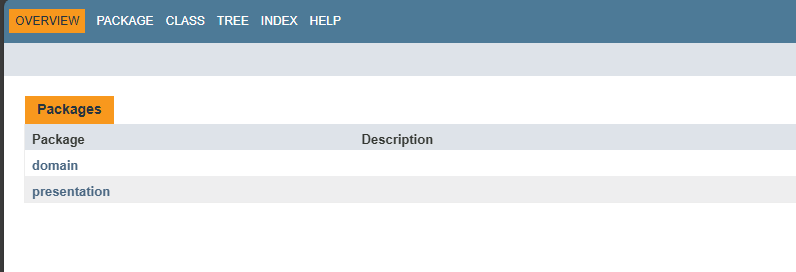 OVERVIEW PACKAGE CLASS TREE INDEX HELP
Packages
Package Description
domain
presentation